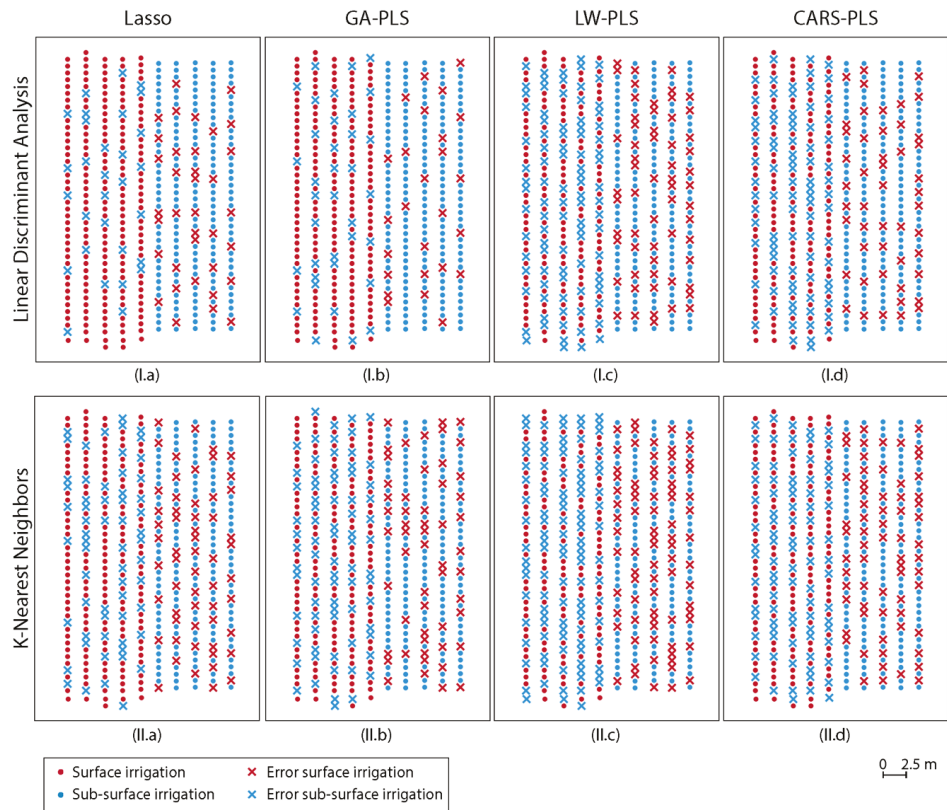 Lasso GA-PLS LW-PLS CARS-PLS
Linear Discriminant Analysis
(I.a) (I.b) (I.c) (I.d)
K-Nearest Neighbors
(II.a) (II.b) (II.c) (II.d)
Surface irrigation Error surface irrigation
Sub-surface irrigation Error sub-surface irrigation
0 2.5 m